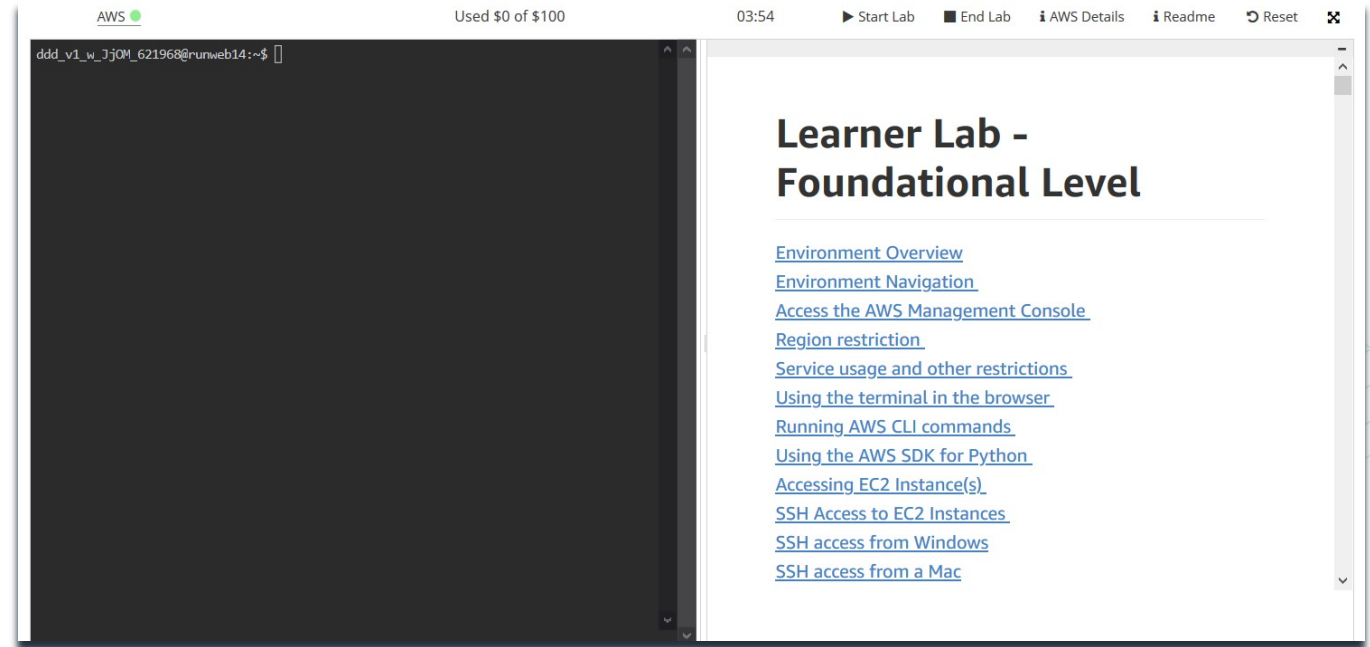 AWS Used $0 of $100 03:54 Start Lab End Lab AWS Details Readme Reset
ddd_v1_w_JjOM_621968@runweb14:~$
Learner Lab -
Foundational Level
Environment Overview
Environment Navigation
Access the AWS Management Console
Region restriction
Service usage and other restrictions
Using the terminal in the browser
Running AWS CLI commands
Using the AWS SDK for Python
Accessing EC2 Instance(s)
SSH Access to EC2 Instances
SSH access from Windows
SSH access from a Mac